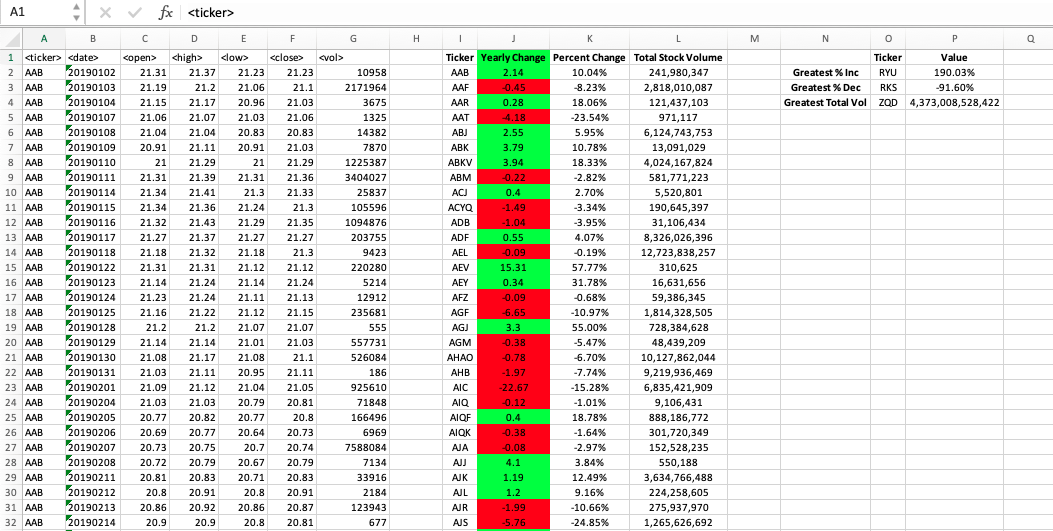 A1 fx <ticker>
A B C D E F G H I J K L M N O P Q
1 <ticker> <date> <open> <high> <low> <close> <vol> Ticker Yearly Change Percent Change Total Stock Volume Ticker Value
2 AAB 20190102 21.31 21.37 21.23 21.23 10958 AAB 2.14 10.04% 241,980,347 Greatest % Inc RYU 190.03%
3 AAB 20190103 21.19 21.2 21.06 21.1 2171964 AAF -0.45 -8.23% 2,818,010,087 Greatest % Dec RKS -91.60%
4 AAB 20190104 21.15 21.17 20.96 21.03 3675 AAR 0.28 18.06% 121,437,103 Greatest Total Vol ZQD 4,373,008,528,422
5 AAB 20190107 21.06 21.07 21.03 21.06 1325 AAT -4.18 -23.54% 971,117
6 AAB 20190108 21.04 21.04 20.83 20.83 14382 ABJ 2.55 5.95% 6,124,743,753
7 AAB 20190109 20.91 21.11 20.91 21.03 7870 ABK 3.79 10.78% 13,091,029
8 AAB 20190110 21 21.29 21 21.29 1225387 ABKV 3.94 18.33% 4,024,167,824
9 AAB 20190111 21.31 21.39 21.31 21.36 3404027 ABM -0.22 -2.82% 581,771,223
10 AAB 20190114 21.34 21.41 21.3 21.33 25837 ACJ 0.4 2.70% 5,520,801
11 AAB 20190115 21.34 21.36 21.24 21.3 105596 ACYQ -1.49 -3.34% 190,645,397
12 AAB 20190116 21.32 21.43 21.29 21.35 1094876 ADB -1.04 -3.95% 31,106,434
13 AAB 20190117 21.27 21.37 21.27 21.27 203755 ADF 0.55 4.07% 8,326,026,396
14 AAB 20190118 21.18 21.32 21.18 21.3 9423 AEL -0.09 -0.19% 12,723,838,257
15 AAB 20190122 21.31 21.31 21.12 21.12 220280 AEV 15.31 57.77% 310,625
16 AAB 20190123 21.14 21.24 21.14 21.24 5214 AEY 0.34 31.78% 16,631,656
17 AAB 20190124 21.23 21.24 21.11 21.13 12912 AFZ -0.09 -0.68% 59,386,345
18 AAB 20190125 21.16 21.22 21.12 21.15 235681 AGF -6.65 -10.97% 1,814,328,505
19 AAB 20190128 21.2 21.2 21.07 21.07 555 AGJ 3.3 55.00% 728,384,628
20 AAB 20190129 21.14 21.14 21.01 21.03 557731 AGM -0.38 -5.47% 48,439,209
21 AAB 20190130 21.08 21.17 21.08 21.1 526084 AHAO -0.78 -6.70% 10,127,862,044
22 AAB 20190131 21.03 21.11 20.95 21.11 186 AHB -1.97 -7.74% 9,219,936,469
23 AAB 20190201 21.09 21.12 21.04 21.05 925610 AIC -22.67 -15.28% 6,835,421,909
24 AAB 20190204 21.03 21.03 20.79 20.81 71848 AIQ -0.12 -1.01% 9,106,431
25 AAB 20190205 20.77 20.82 20.77 20.8 166496 AIQF 0.4 18.78% 888,186,772
26 AAB 20190206 20.69 20.77 20.64 20.73 6969 AIQK -0.38 -1.64% 301,720,349
27 AAB 20190207 20.73 20.75 20.7 20.74 7588084 AJA -0.08 -2.97% 152,528,235
28 AAB 20190208 20.72 20.79 20.67 20.79 7134 AJJ 4.1 3.84% 550,188
29 AAB 20190211 20.81 20.83 20.71 20.83 33916 AJK 1.19 12.49% 3,634,766,488
30 AAB 20190212 20.8 20.91 20.8 20.91 2184 AJL 1.2 9.16% 224,258,605
31 AAB 20190213 20.86 20.92 20.86 20.87 123943 AJR -1.99 -10.66% 275,937,970
32 AAB 20190214 20.9 20.9 20.8 20.81 677 AJS -5.76 -24.85% 1,265,626,692